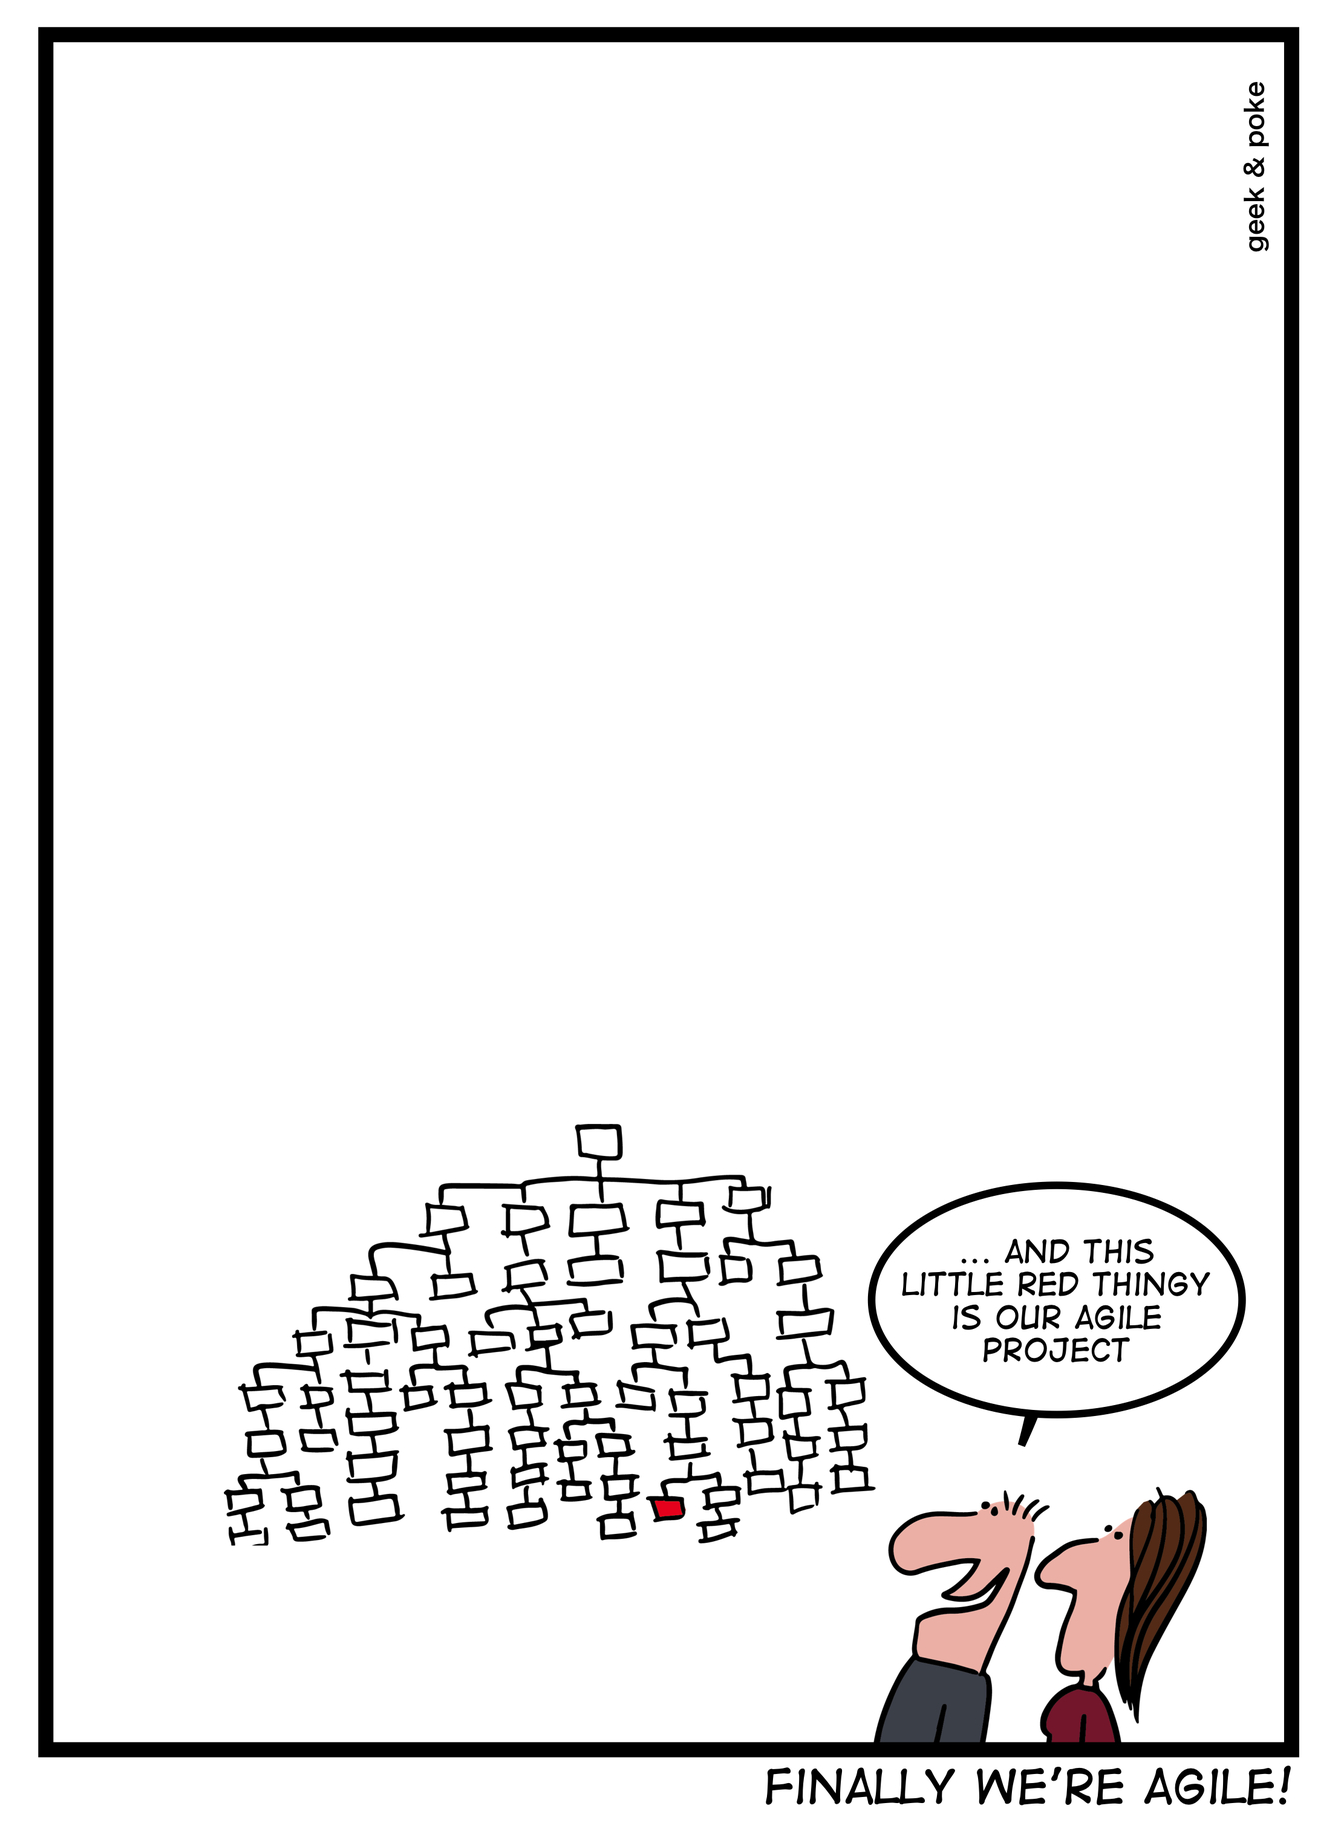 geek & poke
... AND THIS
LITTLE RED THINGY
IS OUR AGILE
PROJECT
FINALLY WE'RE AGILE!